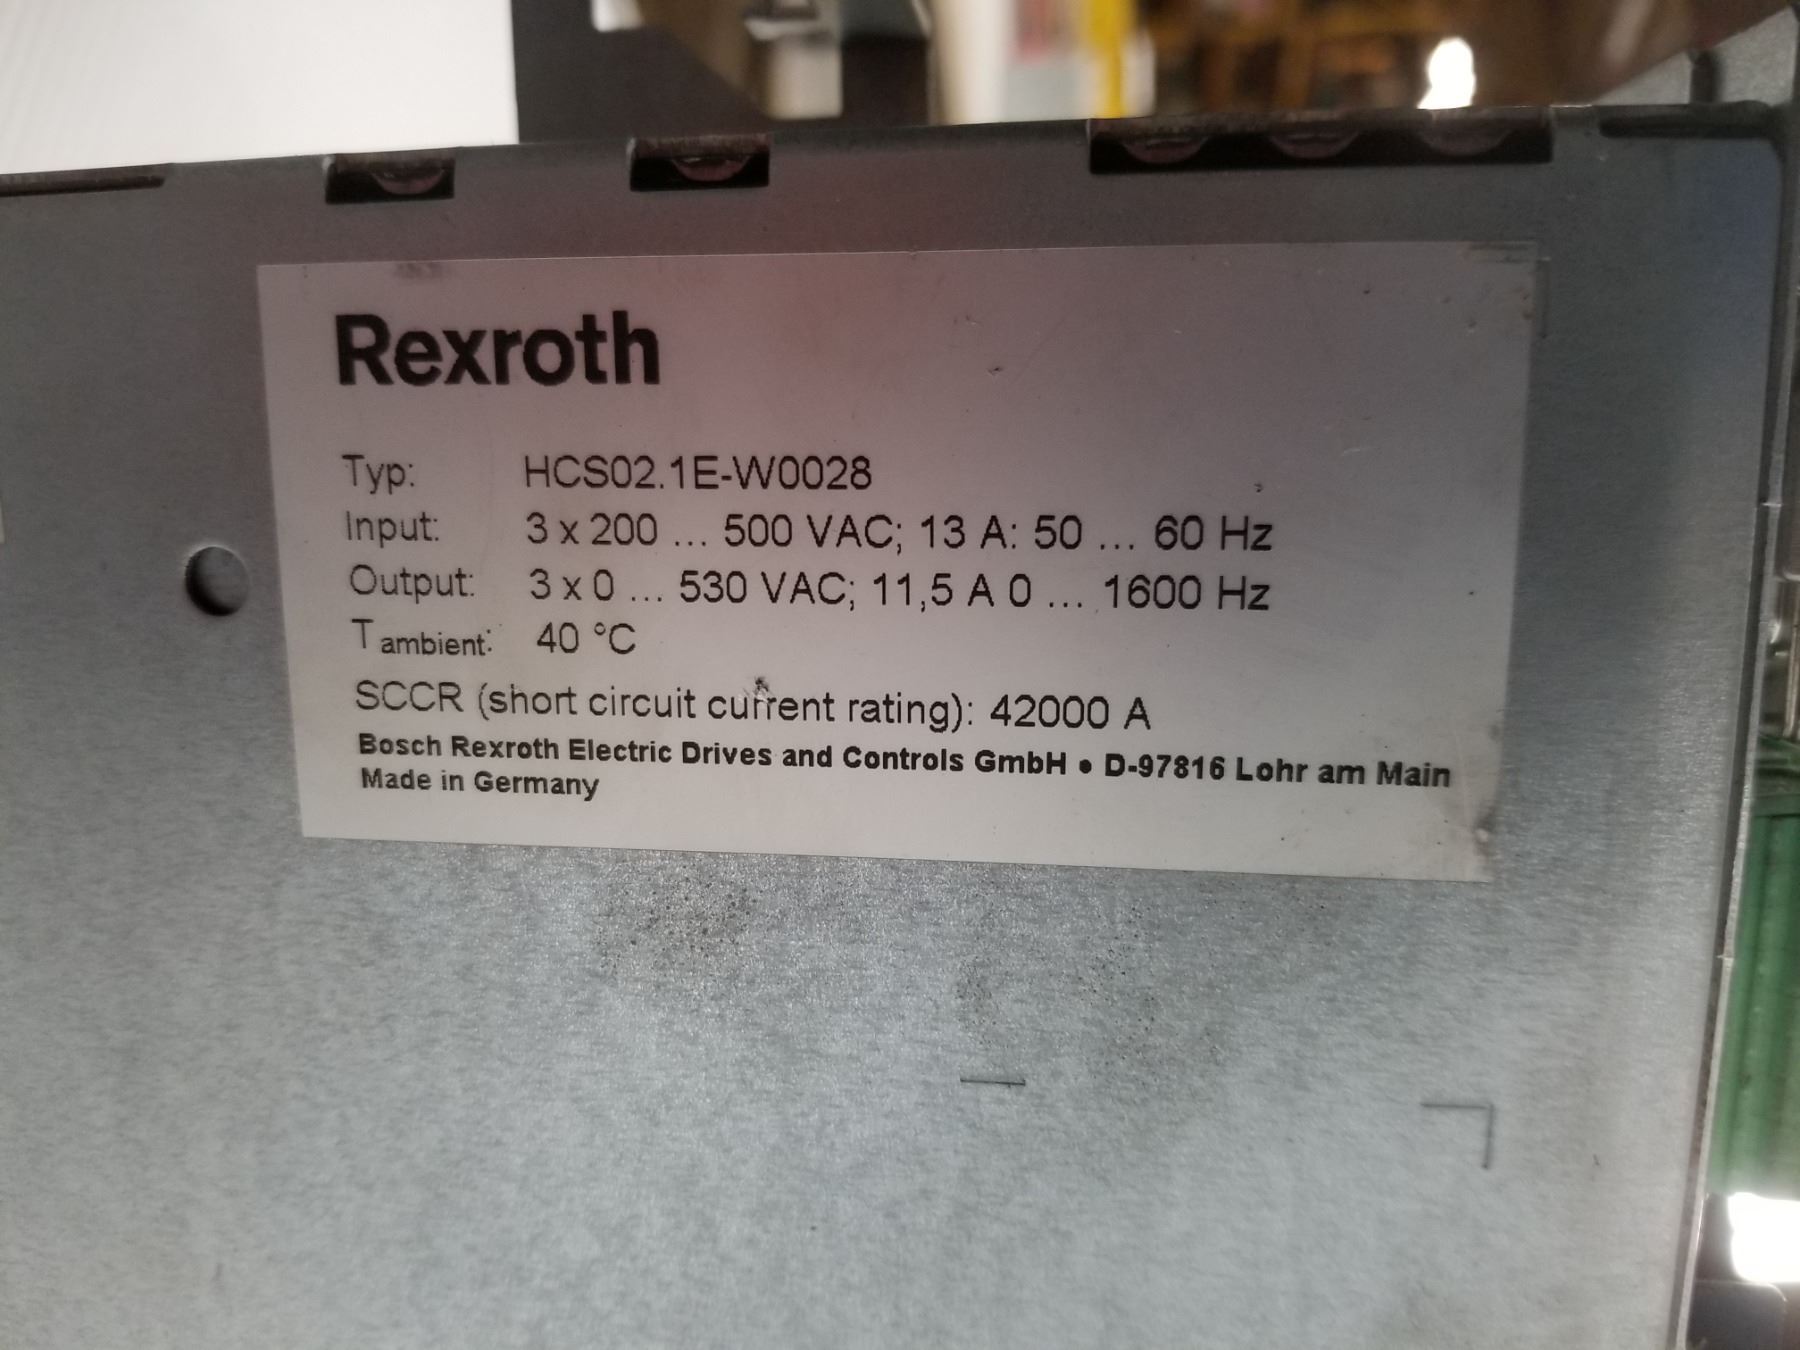 Rexroth
Typ: HCS02.1E-W0028
Input: 3 x 200 ... 500 VAC; 13 A: 50 ... 60 Hz
Output: 3 x 0 ... 530 VAC; 11,5 A 0 ... 1600 Hz
T ambient: 40 °C
SCCR (short circuit current rating): 42000 A
Bosch Rexroth Electric Drives and Controls GmbH • D-97816 Lohr am Main
Made in Germany